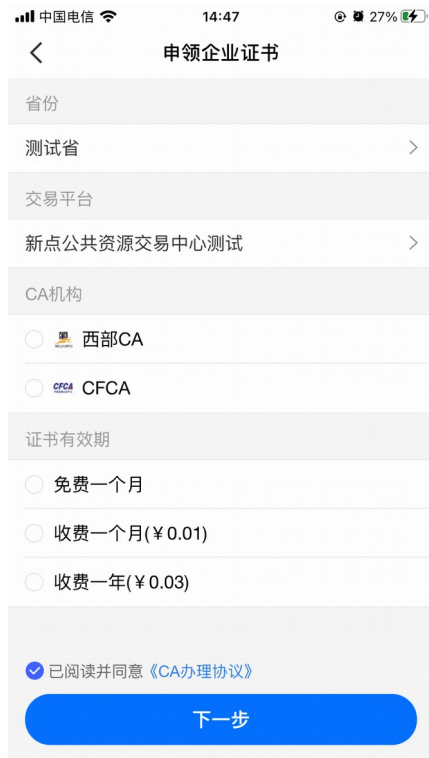 中国电信 14:47 27%
申领企业证书
省份
测试省
交易平台
新点公共资源交易中心测试
CA机构
西部CA
CFCA CFCA
证书有效期
免费一个月
收费一个月(￥0.01)
收费一年(￥0.03)
已阅读并同意《CA办理协议》
下一步